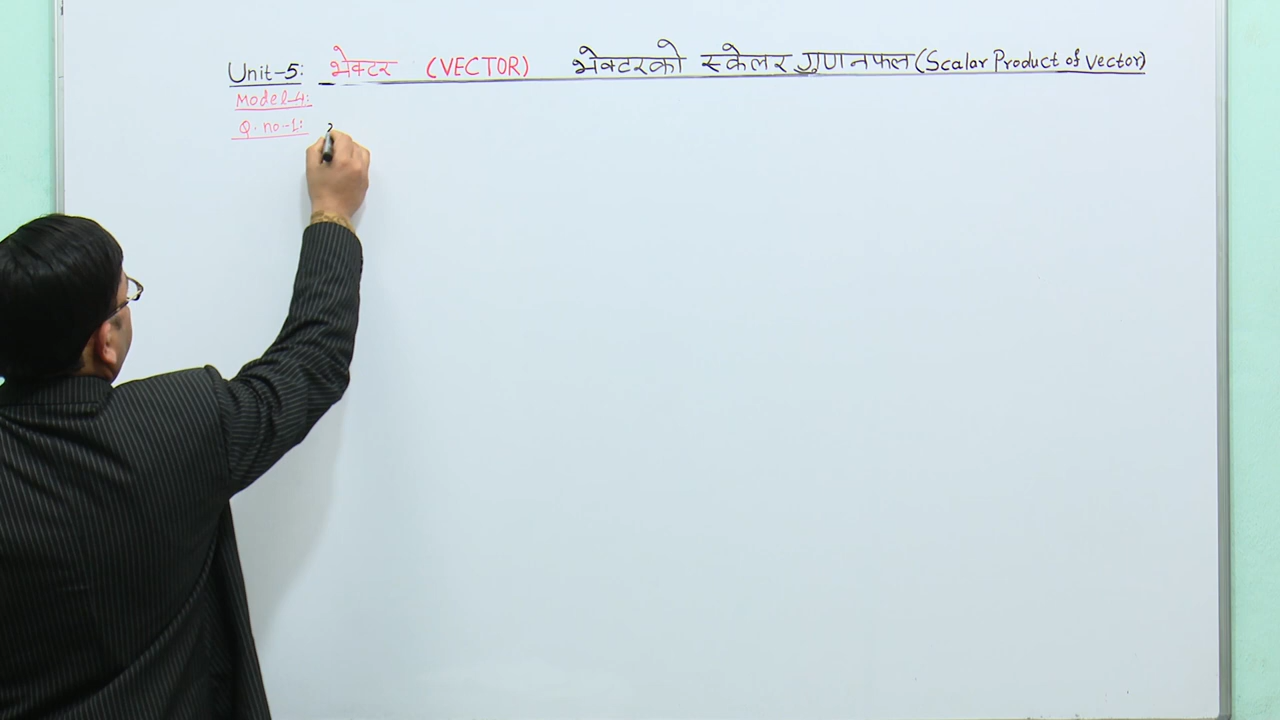 Unit-5: भेक्टर (VECTOR) भेक्टरको स्केलर गुणनफल (Scalar Product of Vector)
Model-4:
Q. no-1: